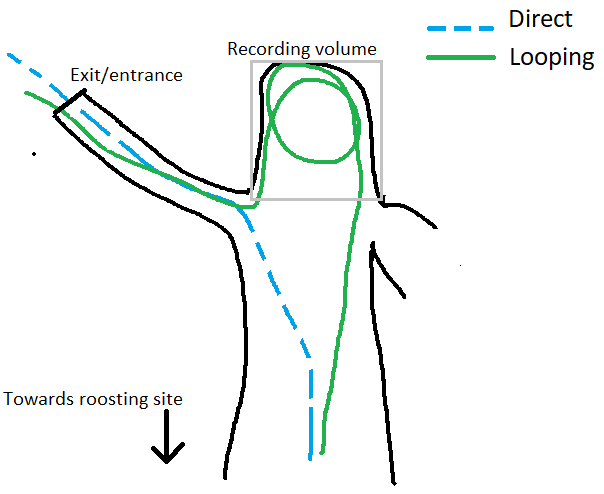 Direct
Looping
Recording volume
Exit/entrance
Towards roosting site